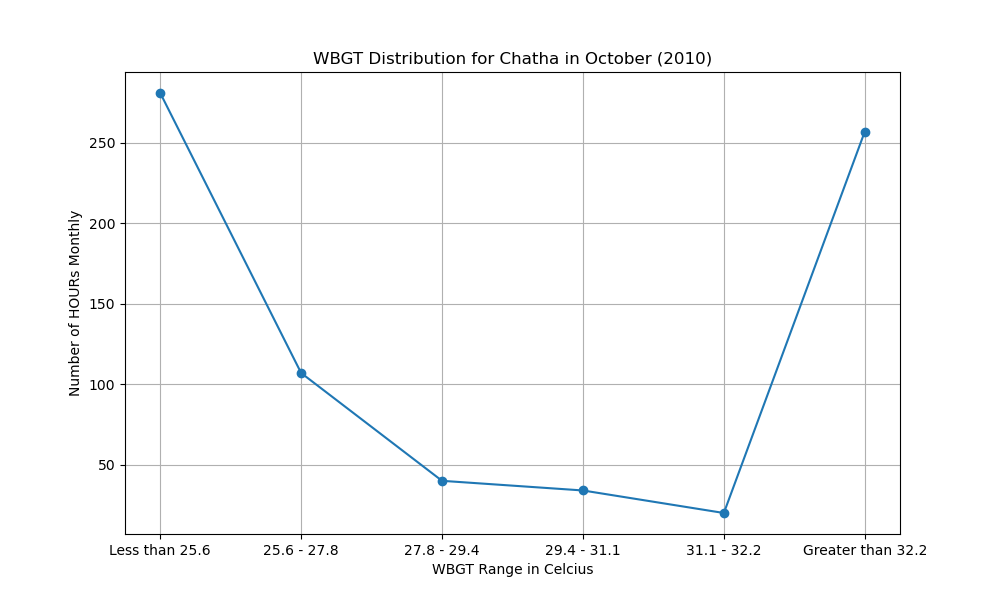 WBGT Distribution for Chatha in October (2010)
Number of HOURs Monthly
250
200
150
100
50
Less than 25.6
25.6 - 27.8
27.8 - 29.4
29.4 - 31.1
31.1 - 32.2
Greater than 32.2
WBGT Range in Celcius